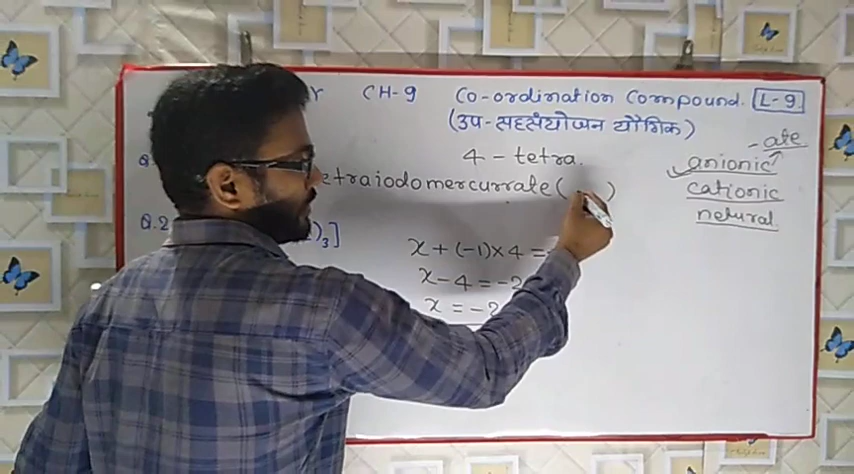 CH-9 Co-ordination Compound. L-9
(उप-सहसंयोजन यौगिक)
4 - tetra.
etraiodomercurrate ( )
- ate
anionic
cationic
netural
Q.2 )₃]
x + (-1) × 4 =
x - 4 = -2
x = -2